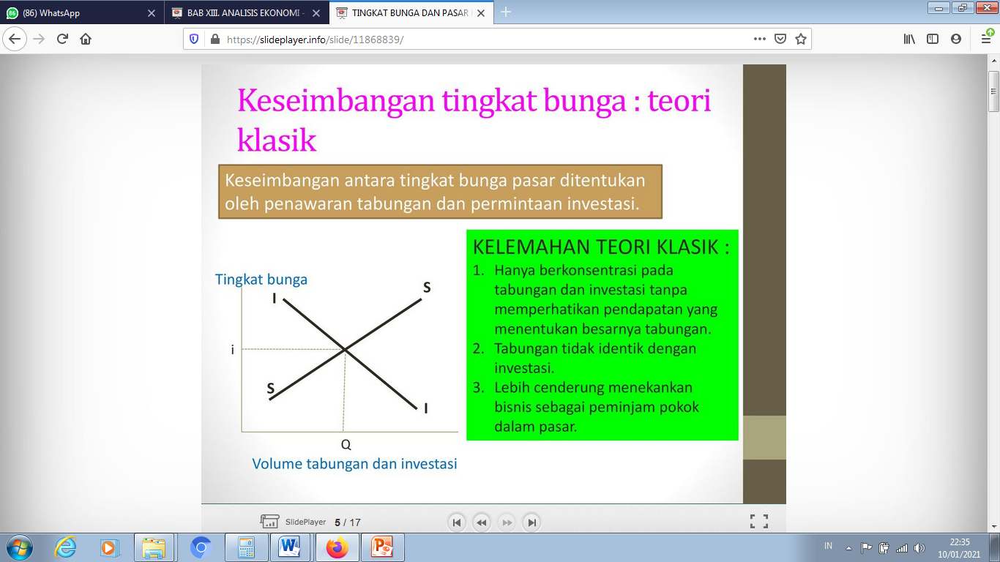 (86) WhatsApp
BAB XIII. ANALISIS EKONOMI -
TINGKAT BUNGA DAN PASAR
https://slideplayer.info/slide/11868839/
Keseimbangan tingkat bunga : teori
klasik
Keseimbangan antara tingkat bunga pasar ditentukan
oleh penawaran tabungan dan permintaan investasi.
Tingkat bunga
I
S
i
S
I
Q
Volume tabungan dan investasi
KELEMAHAN TEORI KLASIK :
1. Hanya berkonsentrasi pada
tabungan dan investasi tanpa
memperhatikan pendapatan yang
menentukan besarnya tabungan.
2. Tabungan tidak identik dengan
investasi.
3. Lebih cenderung menekankan
bisnis sebagai peminjam pokok
dalam pasar.
SlidePlayer 5 / 17
IN
22:35
10/01/2021